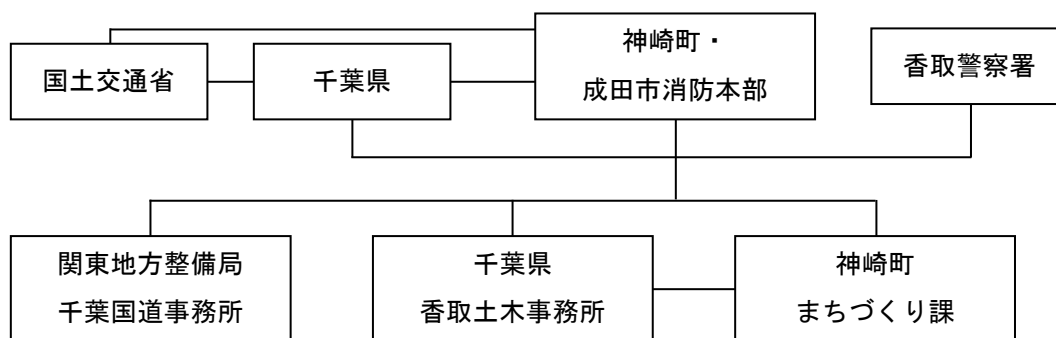 国土交通省
千葉県
神崎町・
成田市消防本部
香取警察署
関東地方整備局
千葉国道事務所
千葉県
香取土木事務所
神崎町
まちづくり課